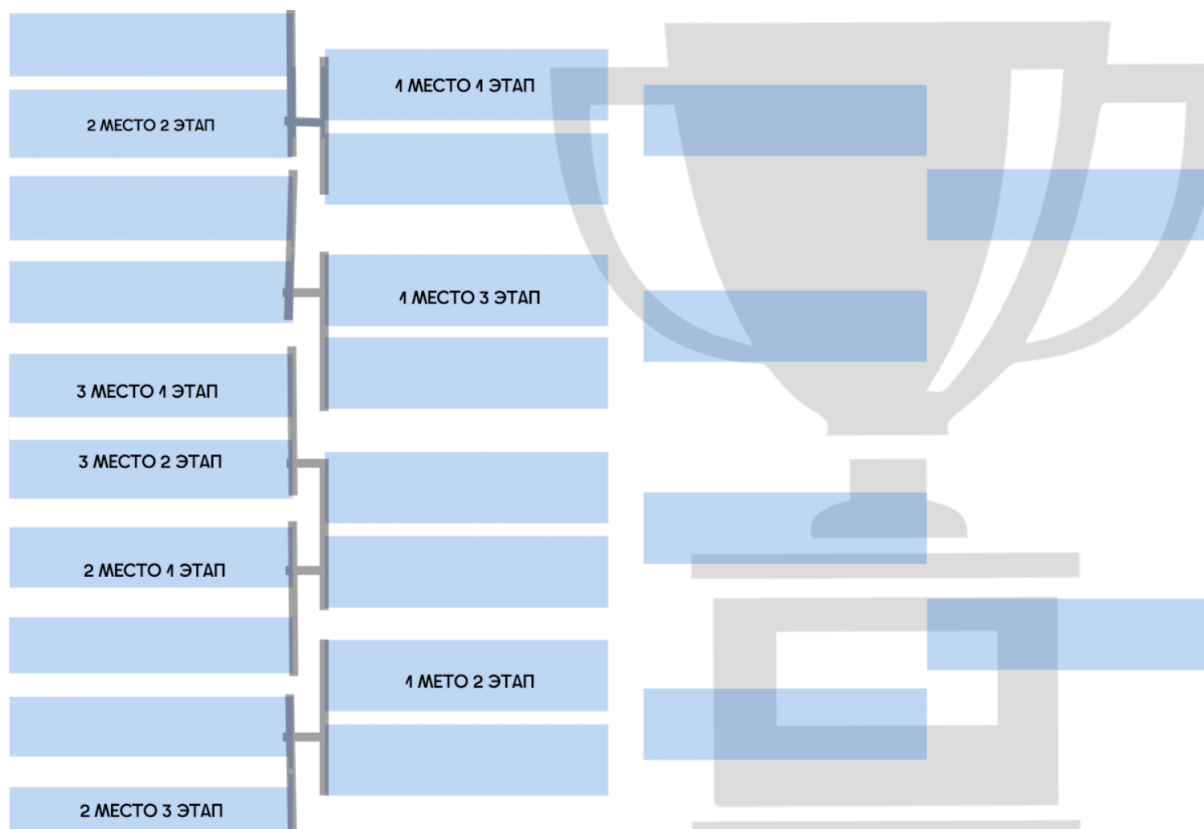 1 МЕСТО 1 ЭТАП
2 МЕСТО 2 ЭТАП
1 МЕСТО 3 ЭТАП
3 МЕСТО 1 ЭТАП
3 МЕСТО 2 ЭТАП
2 МЕСТО 1 ЭТАП
1 МЕТО 2 ЭТАП
2 МЕСТО 3 ЭТАП